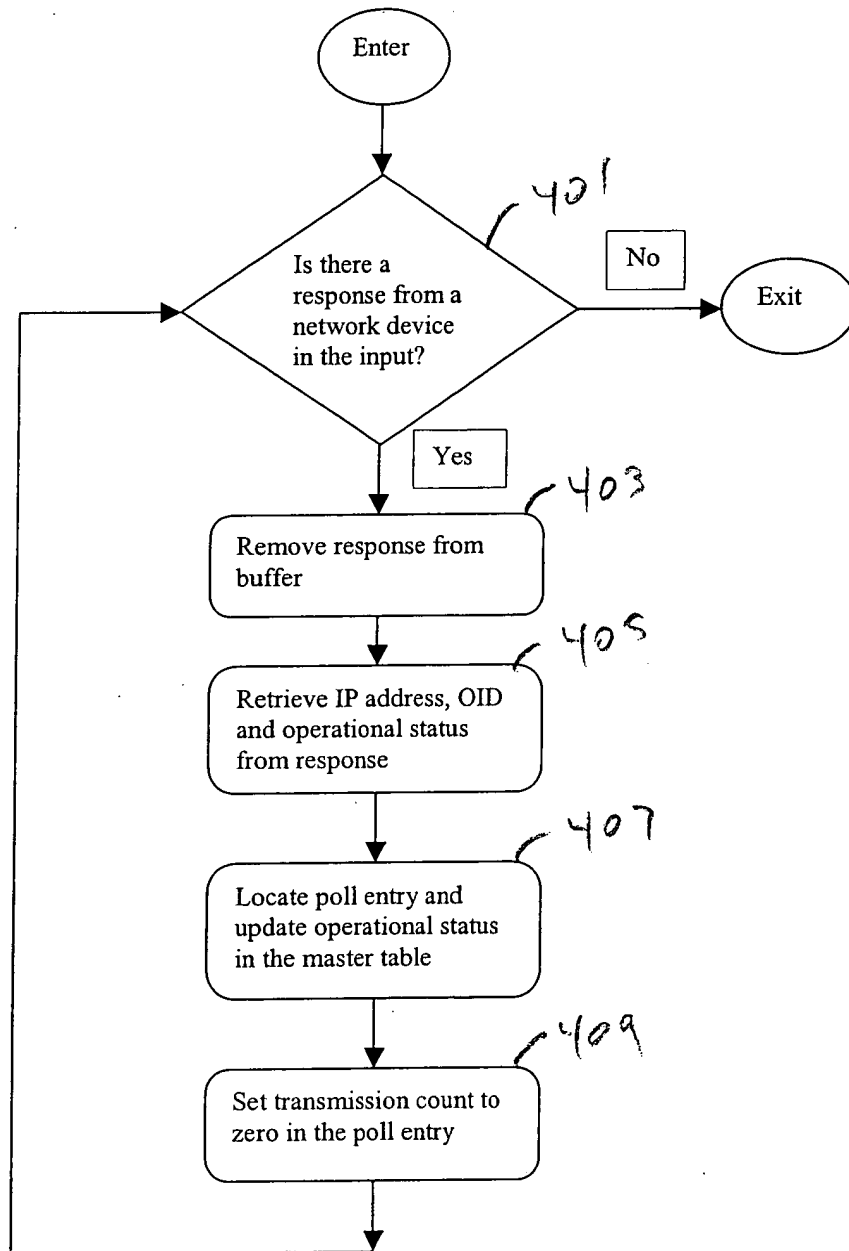 Enter
401
Is there a
response from a
network device
in the input?
No
Exit
Yes
403
Remove response from
buffer
405
Retrieve IP address, OID
and operational status
from response
407
Locate poll entry and
update operational status
in the master table
409
Set transmission count to
zero in the poll entry